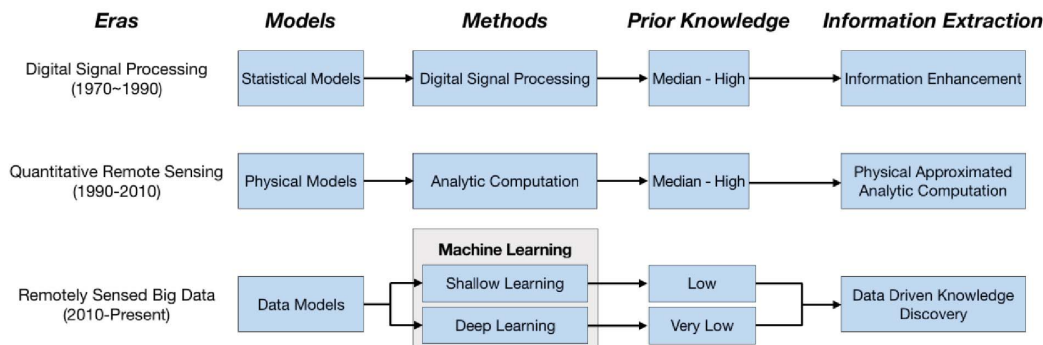 Eras Models Methods Prior Knowledge Information Extraction
Digital Signal Processing
(1970~1990)
Statistical Models
Digital Signal Processing
Median - High
Information Enhancement
Quantitative Remote Sensing
(1990-2010)
Physical Models
Analytic Computation
Median - High
Physical Approximated
Analytic Computation
Remotely Sensed Big Data
(2010-Present)
Data Models
Machine Learning
Shallow Learning
Low
Deep Learning
Very Low
Data Driven Knowledge
Discovery